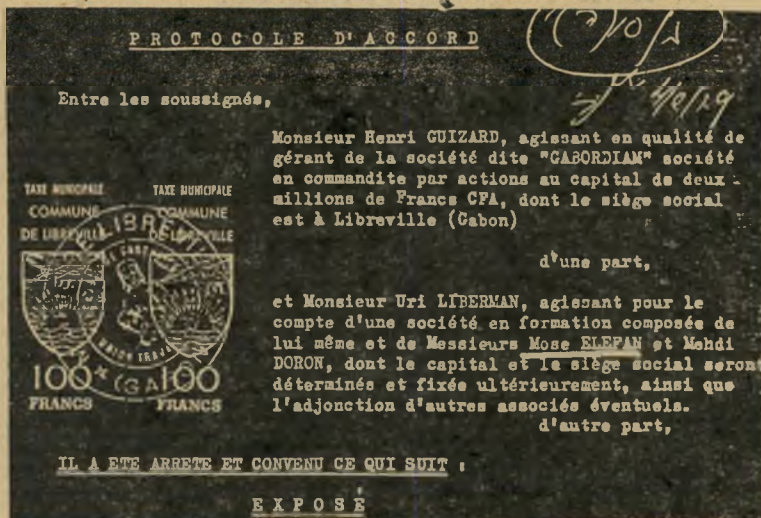 PROTOCOLE D'ACCORD
Entre les soussignés,
Monsieur Henri GUIZARD, agissant en qualité de
gérant de la société dite "GABORDIAM" société
en commandite par actions au capital de deux
millions de Francs CFA, dont le siège social
est à Libreville (Gabon)
d'une part,
et Monsieur Uri LIBERMAN, agissant pour le
compte d'une société en formation composée de
lui même et de Messieurs Mose ELEFAN et Mehdi
DORON, dont le capital et le siège social seront
déterminés et fixée ultérieurement, ainsi que
l'adjonction d'autres associés éventuels.
d'autre part,
TAXE MUNICIPALE
COMMUNE
DE LIBREVILLE
100
FRANCS
TAXE MUNICIPALE
COMMUNE
DE LIBREVILLE
100
FRANCS
IL A ETE ARRETE ET CONVENU CE QUI SUIT :
EXPOSÉ